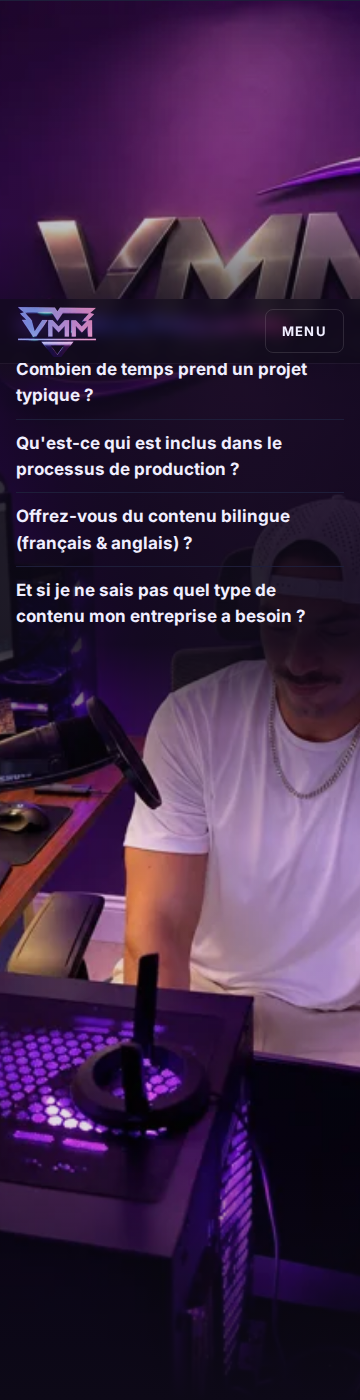 VMM
VMM
MENU
Combien de temps prend un projet
typique ?
Qu'est-ce qui est inclus dans le
processus de production ?
Offrez-vous du contenu bilingue
(français & anglais) ?
Et si je ne sais pas quel type de
contenu mon entreprise a besoin ?